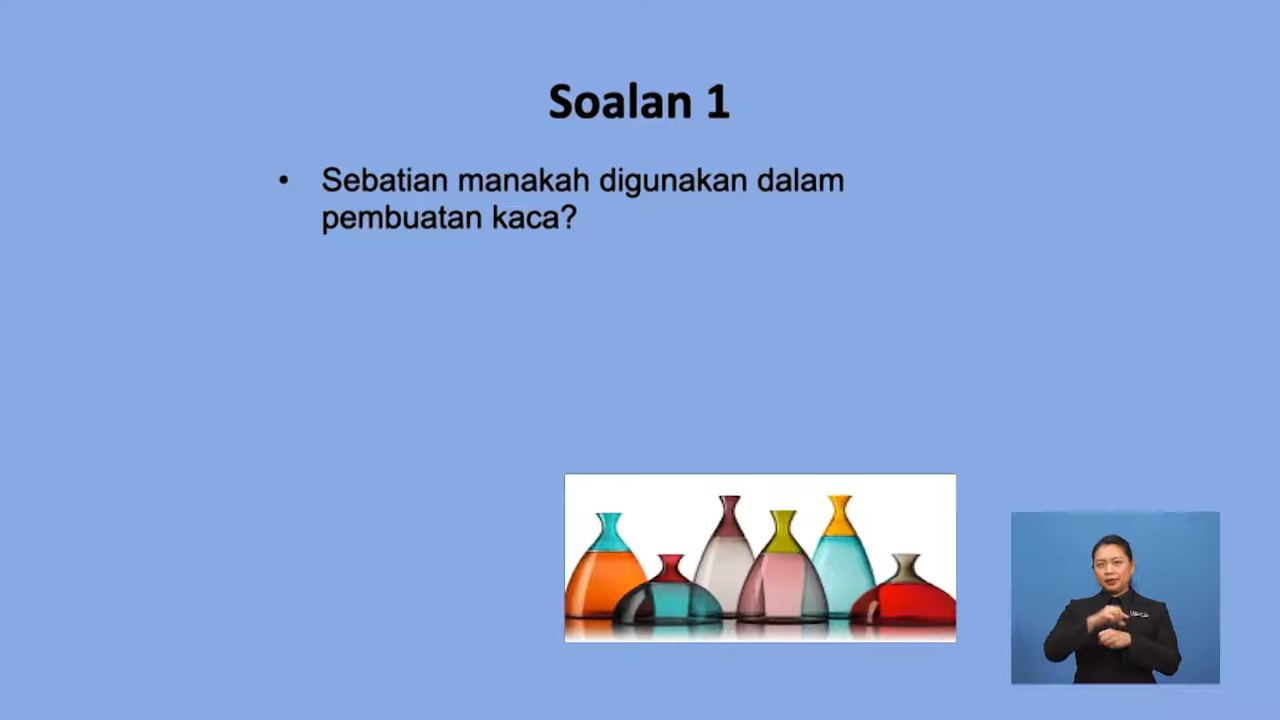 Soalan 1
• Sebatian manakah digunakan dalam
pembuatan kaca?